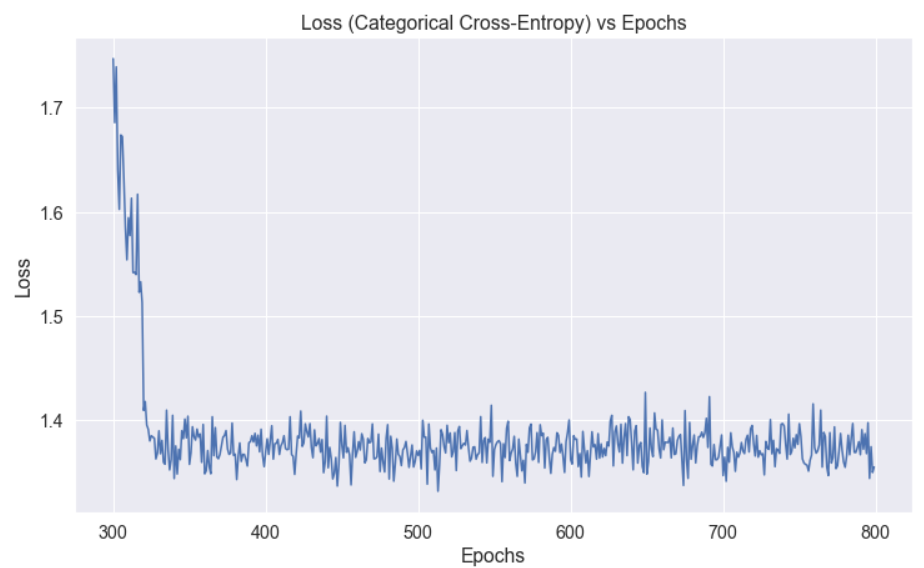 Loss (Categorical Cross-Entropy) vs Epochs
1.7
1.6
1.5
1.4
Loss
300 400 500 600 700 800
Epochs